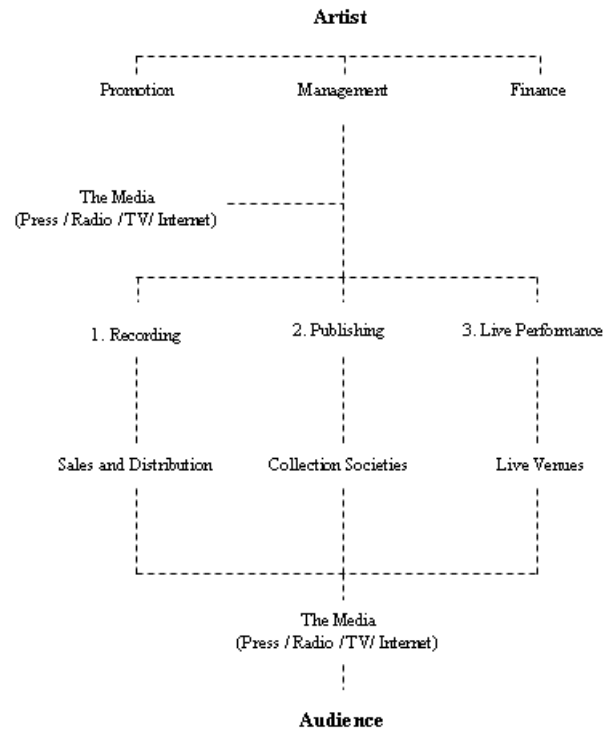 Artist
Promotion
Management
Finance
The Media
(Press / Radio / TV/ Internet)
1. Recording
2. Publishing
3. Live Performance
Sales and Distribution
Collection Societies
Live Venues
The Media
(Press / Radio / TV/ Internet)
Audience